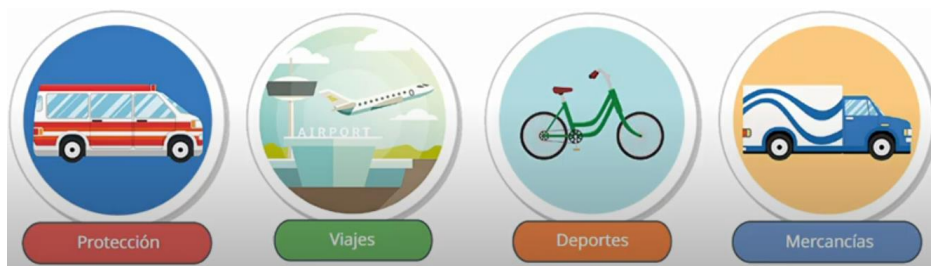 AIRPORT
Protección
Viajes
Deportes
Mercancías